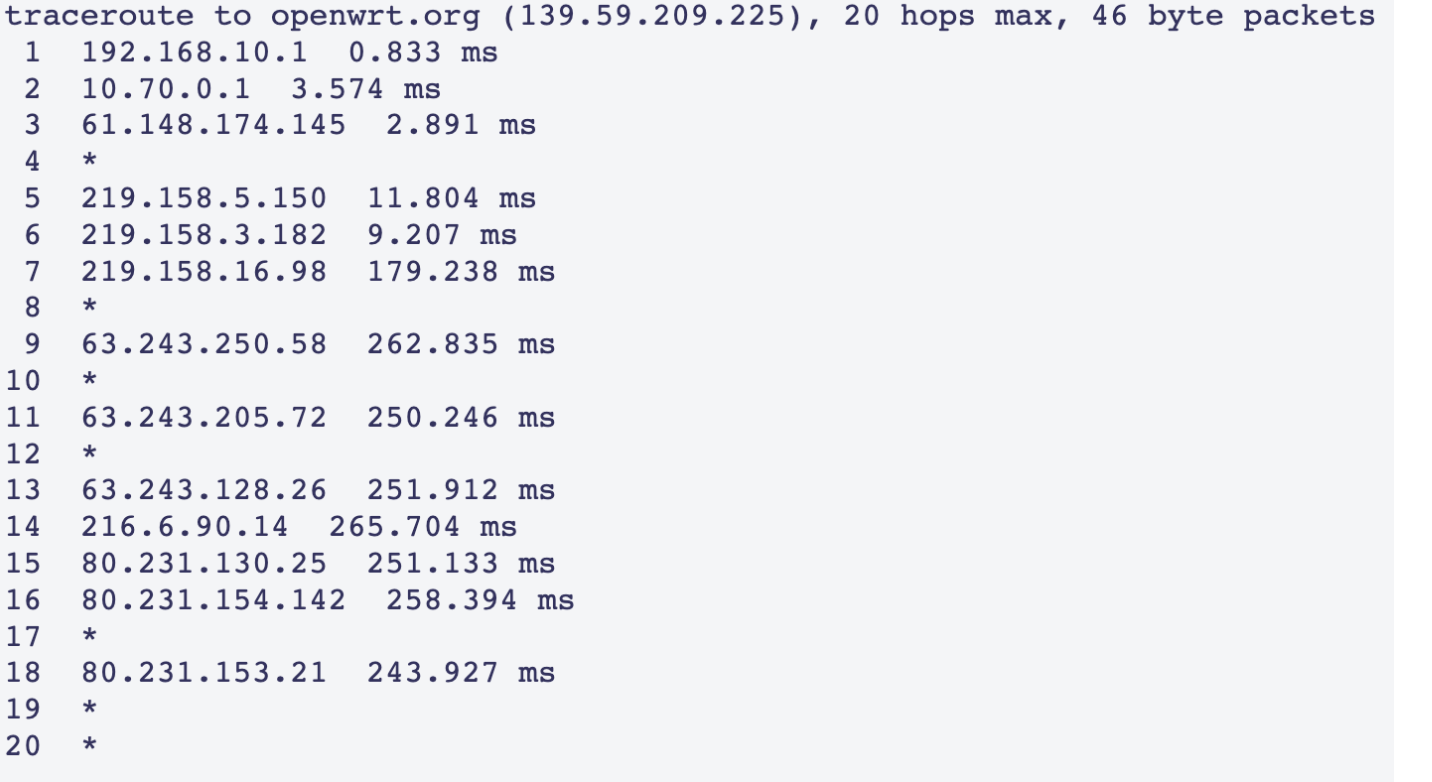 traceroute to openwrt.org (139.59.209.225), 20 hops max, 46 byte packets
 1  192.168.10.1  0.833 ms
 2  10.70.0.1  3.574 ms
 3  61.148.174.145  2.891 ms
 4  *
 5  219.158.5.150  11.804 ms
 6  219.158.3.182  9.207 ms
 7  219.158.16.98  179.238 ms
 8  *
 9  63.243.250.58  262.835 ms
10  *
11  63.243.205.72  250.246 ms
12  *
13  63.243.128.26  251.912 ms
14  216.6.90.14  265.704 ms
15  80.231.130.25  251.133 ms
16  80.231.154.142  258.394 ms
17  *
18  80.231.153.21  243.927 ms
19  *
20  *